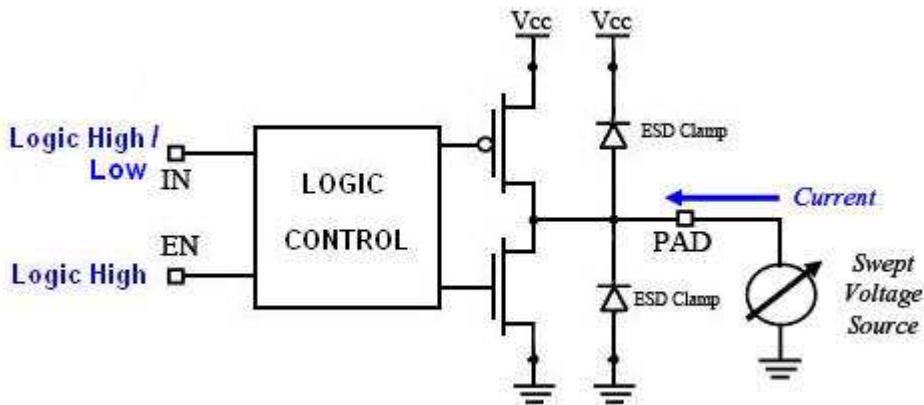 Vcc
Vcc
Logic High /
Low
IN
EN
Logic High
LOGIC
CONTROL
ESD Clamp
ESD Clamp
Current
PAD
Swept
Voltage
Source